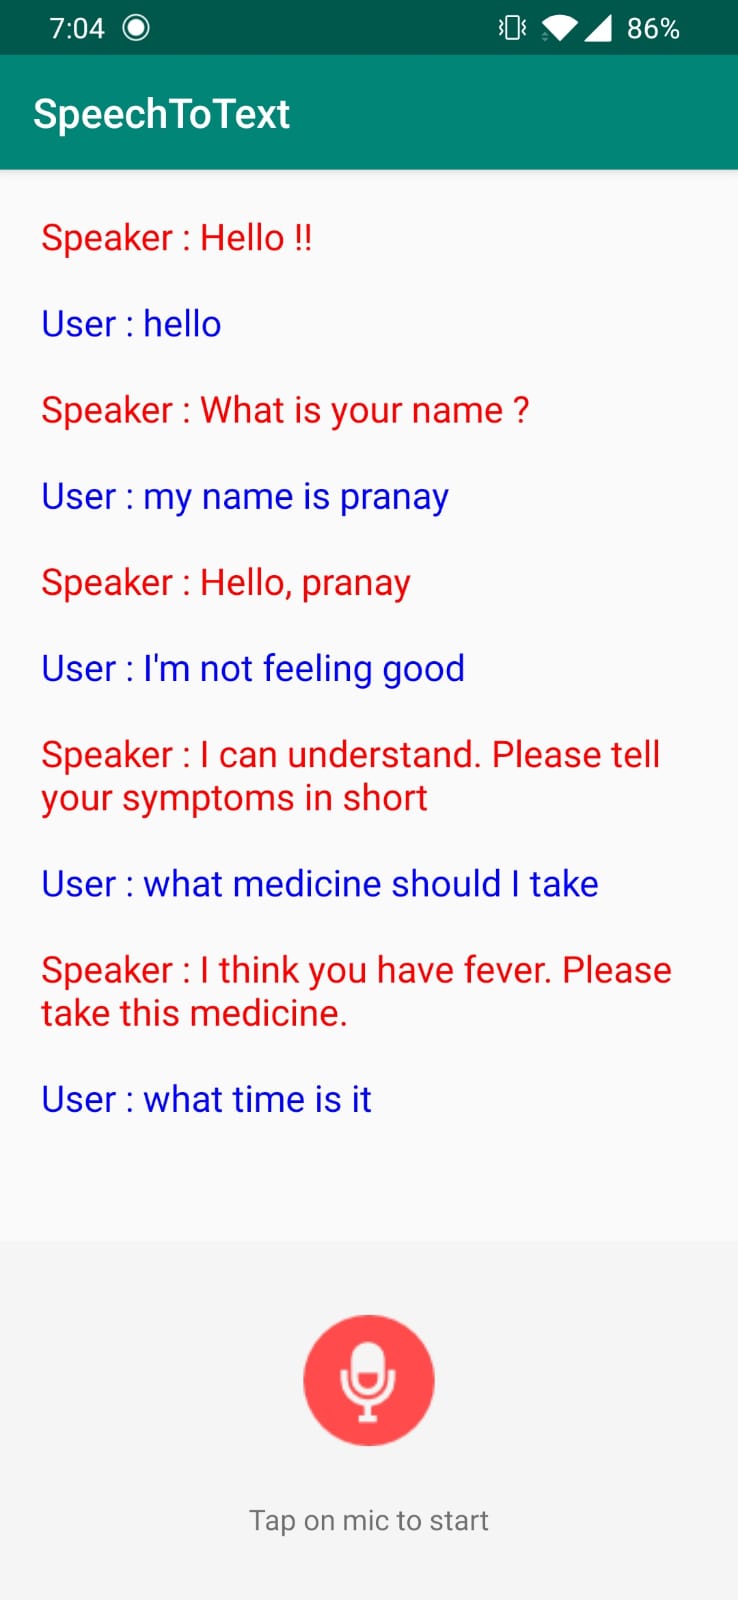 7:04 86%
SpeechToText
Speaker : Hello !!
User : hello
Speaker : What is your name ?
User : my name is pranay
Speaker : Hello, pranay
User : I'm not feeling good
Speaker : I can understand. Please tell
your symptoms in short
User : what medicine should I take
Speaker : I think you have fever. Please
take this medicine.
User : what time is it
Tap on mic to start